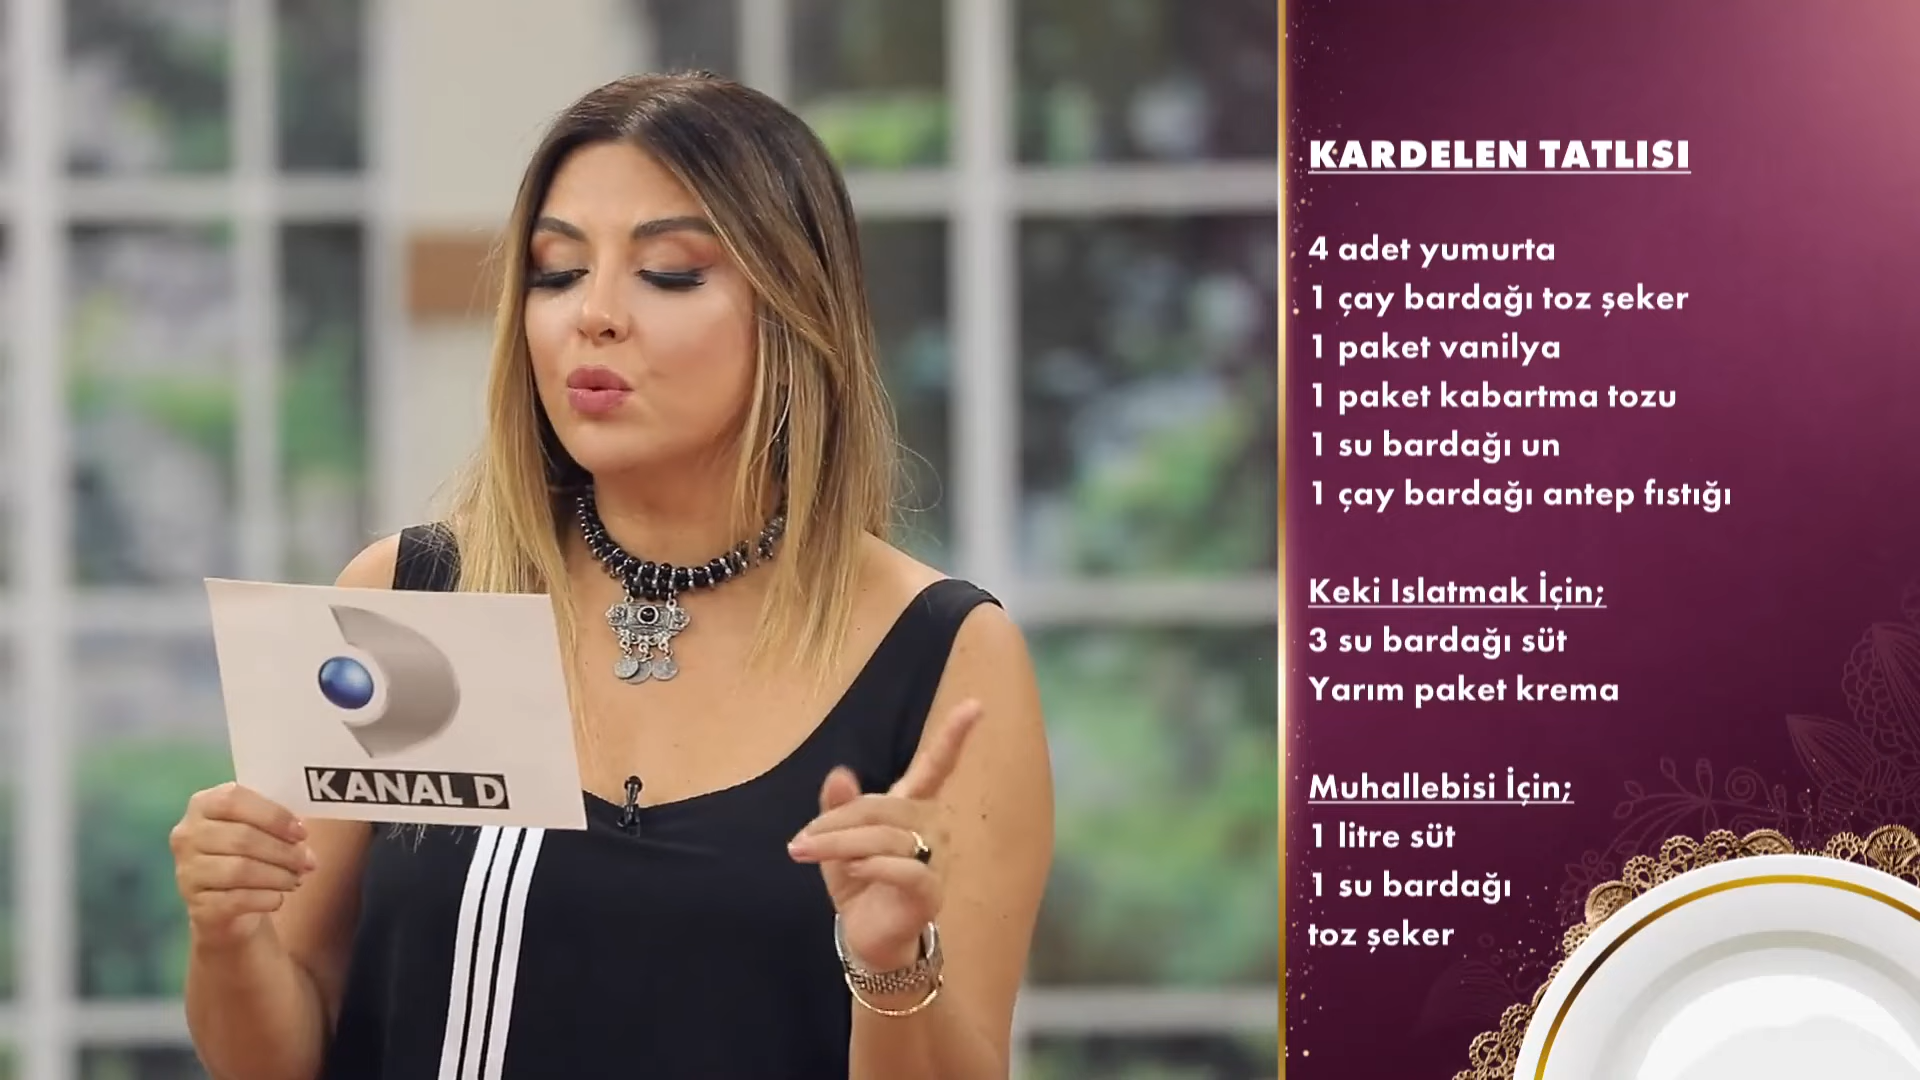 KARDELEN TATLISI
4 adet yumurta
1 çay bardağı toz şeker
1 paket vanilya
1 paket kabartma tozu
1 su bardağı un
1 çay bardağı antep fıstığı
Keki Islatmak İçin;
3 su bardağı süt
Yarım paket krema
Muhallebisi İçin;
1 litre süt
1 su bardağı
toz şeker
KANAL D